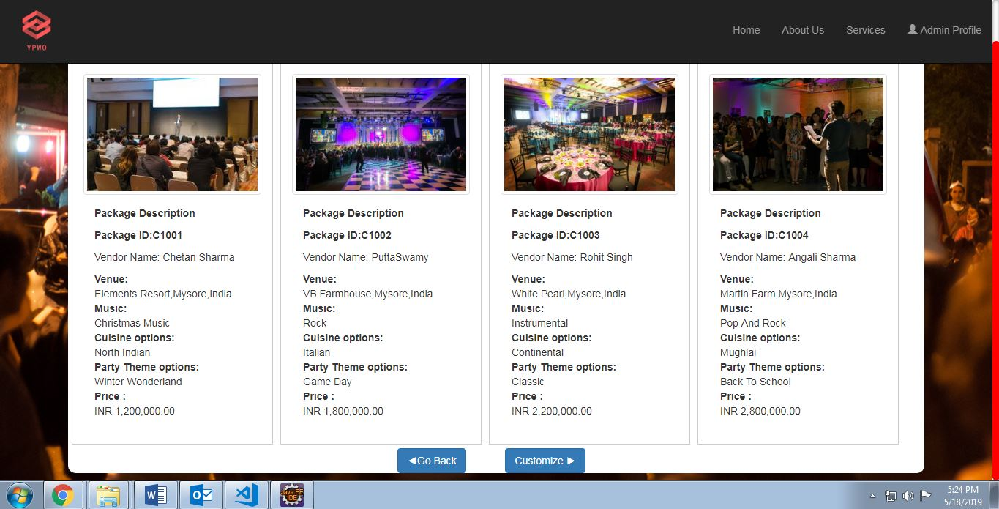 YPWO
Home
About Us
Services
Admin Profile
Package Description
Package ID:C1001
Vendor Name: Chetan Sharma
Venue:
Elements Resort,Mysore,India
Music:
Christmas Music
Cuisine options:
North Indian
Party Theme options:
Winter Wonderland
Price :
INR 1,200,000.00
Package Description
Package ID:C1002
Vendor Name: PuttaSwamy
Venue:
VB Farmhouse,Mysore,India
Music:
Rock
Cuisine options:
Italian
Party Theme options:
Game Day
Price :
INR 1,800,000.00
Package Description
Package ID:C1003
Vendor Name: Rohit Singh
Venue:
White Pearl,Mysore,India
Music:
Instrumental
Cuisine options:
Continental
Party Theme options:
Classic
Price :
INR 2,200,000.00
Package Description
Package ID:C1004
Vendor Name: Angali Sharma
Venue:
Martin Farm,Mysore,India
Music:
Pop And Rock
Cuisine options:
Mughlai
Party Theme options:
Back To School
Price :
INR 2,800,000.00
◄Go Back
Customize ►
Java EE
IDE
5:24 PM
5/18/2019